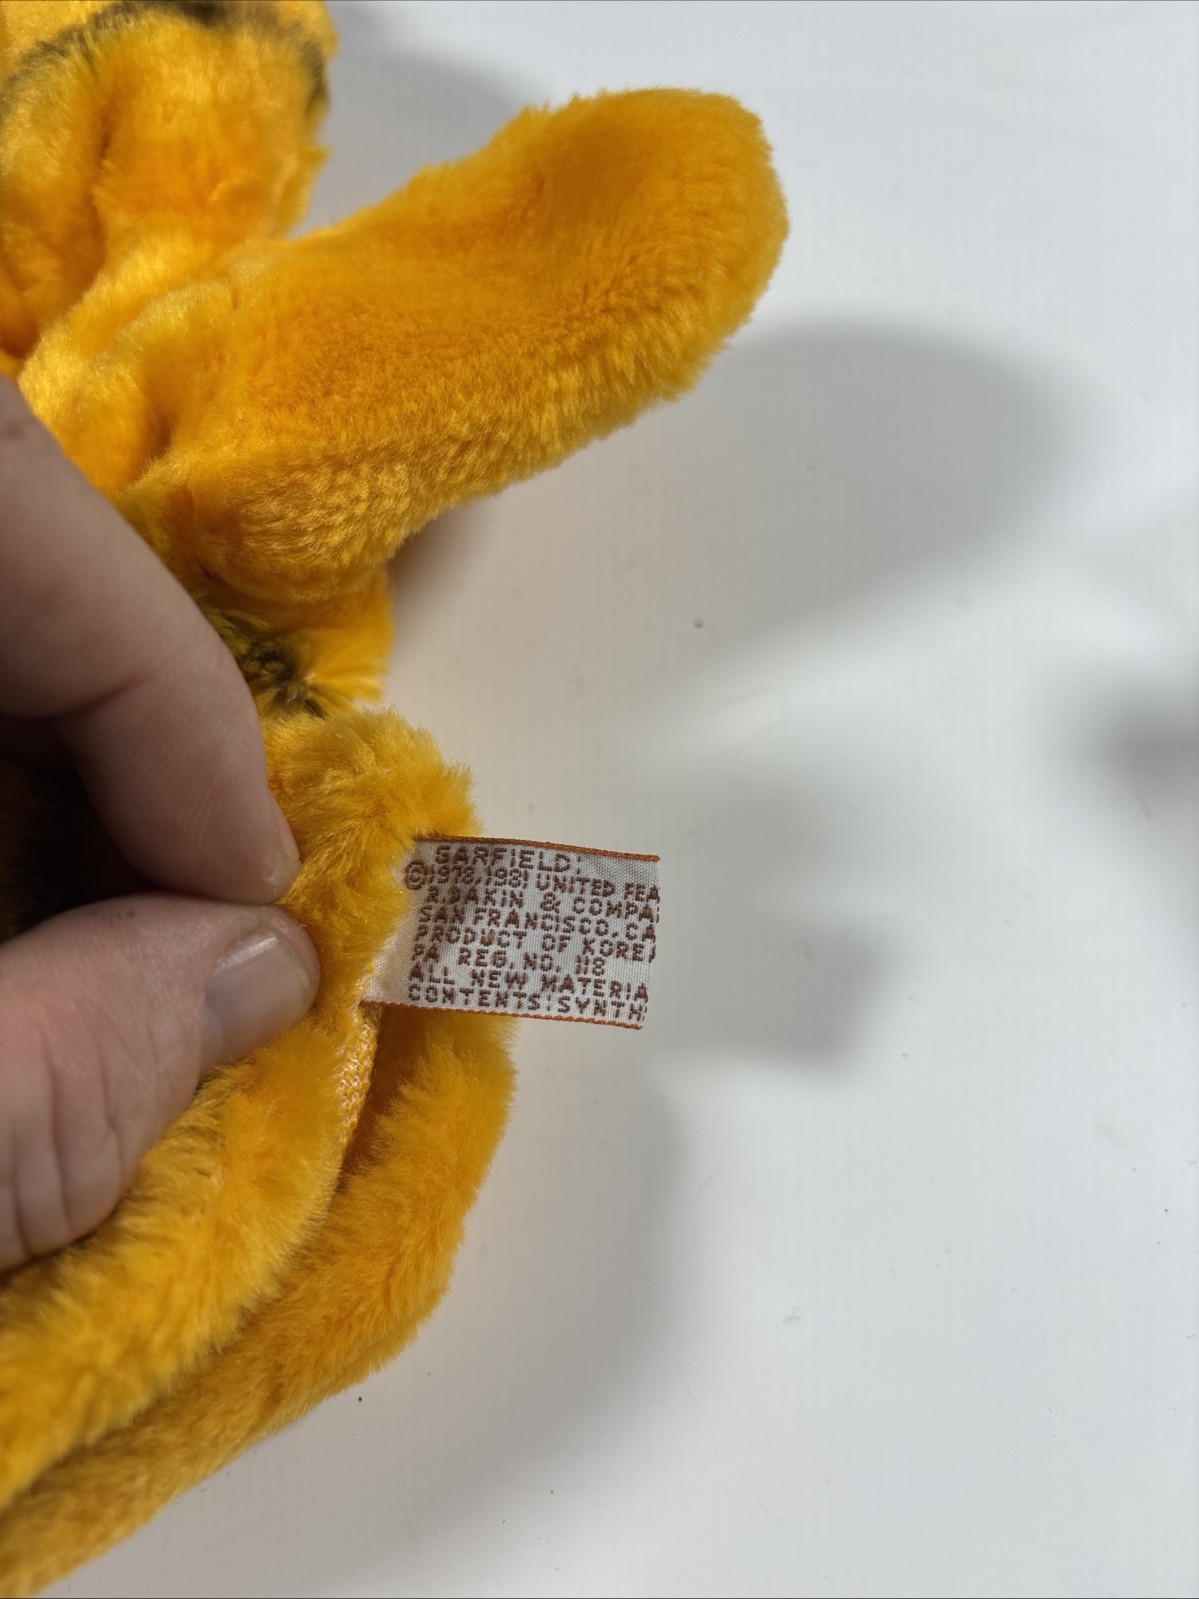 GARFIELD:
©1978,1981 UNITED FEA
R.DAKIN & COMPA
SAN FRANCISCO, CA
PRODUCT OF KORE
PA REG. NO. 118
ALL NEW MATERIA
CONTENTS: SYNTH